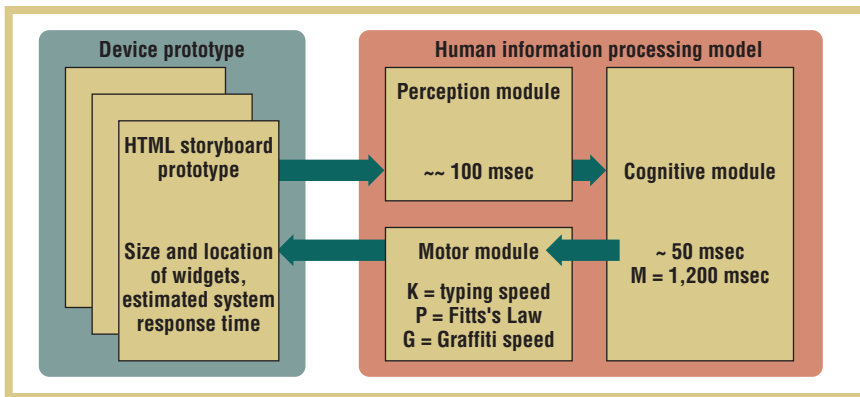 Device prototype
HTML storyboard
prototype
Size and location
of widgets,
estimated system
response time
Human information processing model
Perception module
~~ 100 msec
Cognitive module
~ 50 msec
M = 1,200 msec
Motor module
K = typing speed
P = Fitts's Law
G = Graffiti speed